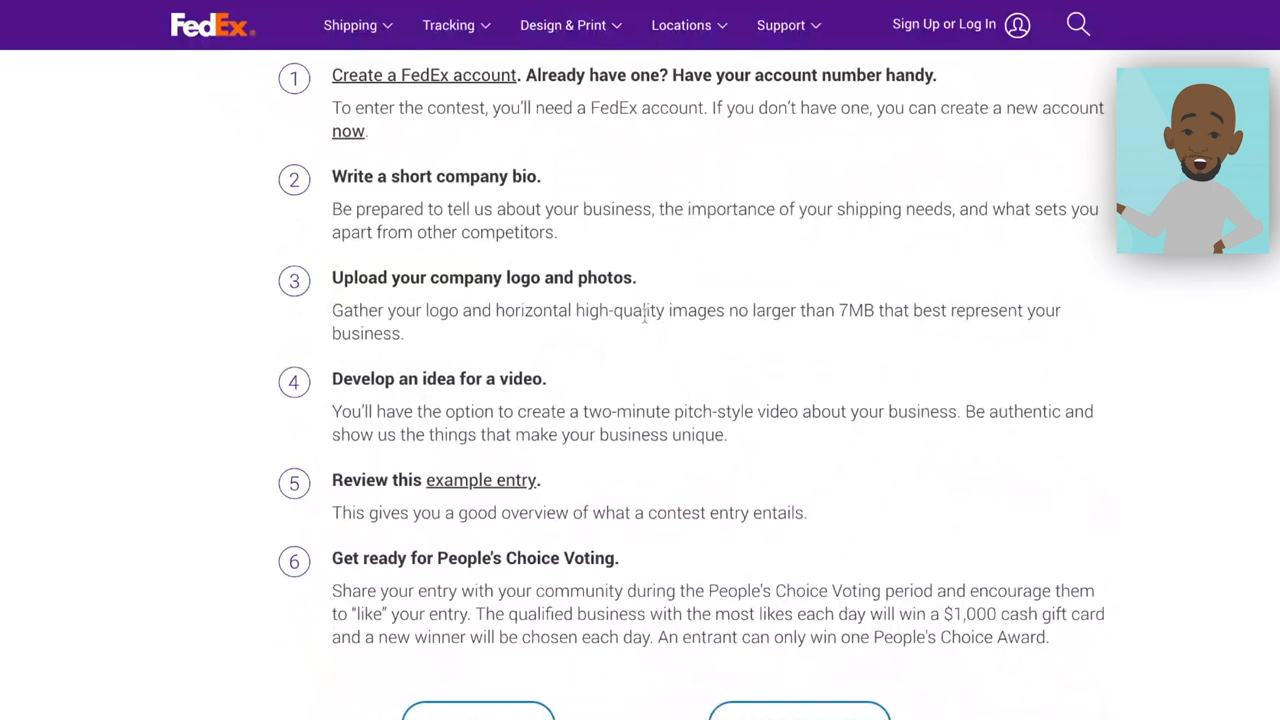 FedEx. Shipping Tracking Design & Print Locations Support Sign Up or Log In
1 Create a FedEx account. Already have one? Have your account number handy.
To enter the contest, you'll need a FedEx account. If you don't have one, you can create a new account
now.
2 Write a short company bio.
Be prepared to tell us about your business, the importance of your shipping needs, and what sets you
apart from other competitors.
3 Upload your company logo and photos.
Gather your logo and horizontal high-quality images no larger than 7MB that best represent your
business.
4 Develop an idea for a video.
You'll have the option to create a two-minute pitch-style video about your business. Be authentic and
show us the things that make your business unique.
5 Review this example entry.
This gives you a good overview of what a contest entry entails.
6 Get ready for People's Choice Voting.
Share your entry with your community during the People's Choice Voting period and encourage them
to “like” your entry. The qualified business with the most likes each day will win a $1,000 cash gift card
and a new winner will be chosen each day. An entrant can only win one People's Choice Award.